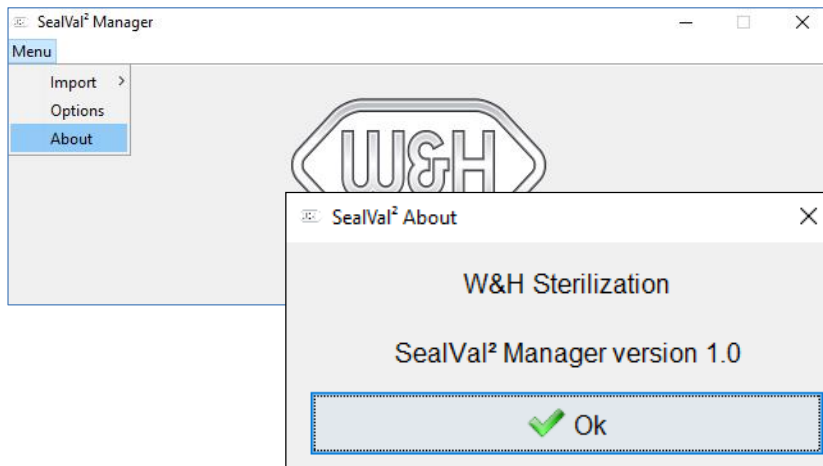 SealVal² Manager
Menu
Import
Options
About
W&H
SealVal² About
W&H Sterilization
SealVal² Manager version 1.0
Ok